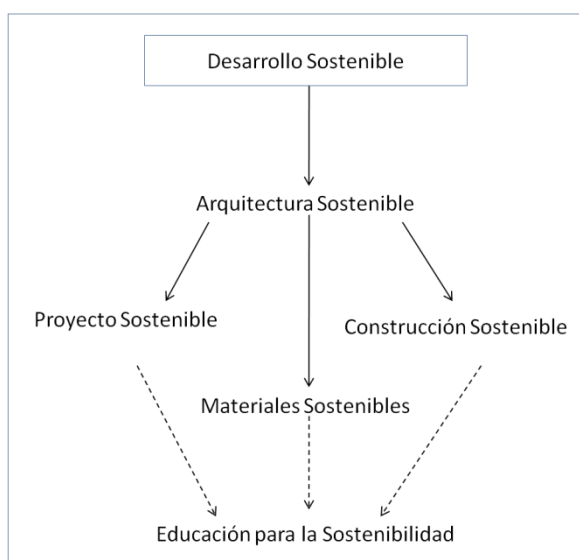 Desarrollo Sostenible
Arquitectura Sostenible
Proyecto Sostenible
Construcción Sostenible
Materiales Sostenibles
Educación para la Sostenibilidad